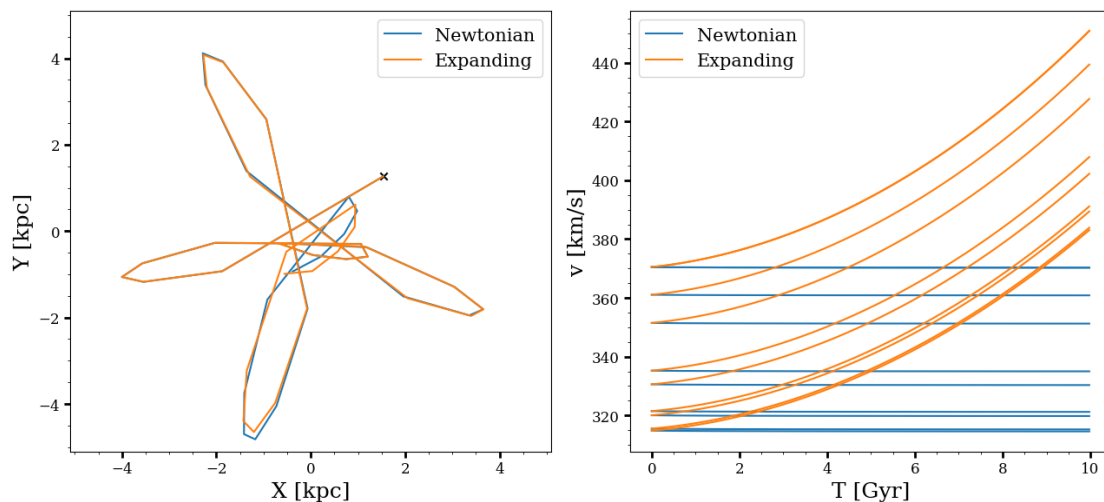 Newtonian
Expanding
4
2
0
−2
−4
−4
−2
0
2
4
X [kpc]
Y [kpc]
Newtonian
Expanding
440
420
400
380
360
340
320
0
2
4
6
8
10
T [Gyr]
v [km/s]